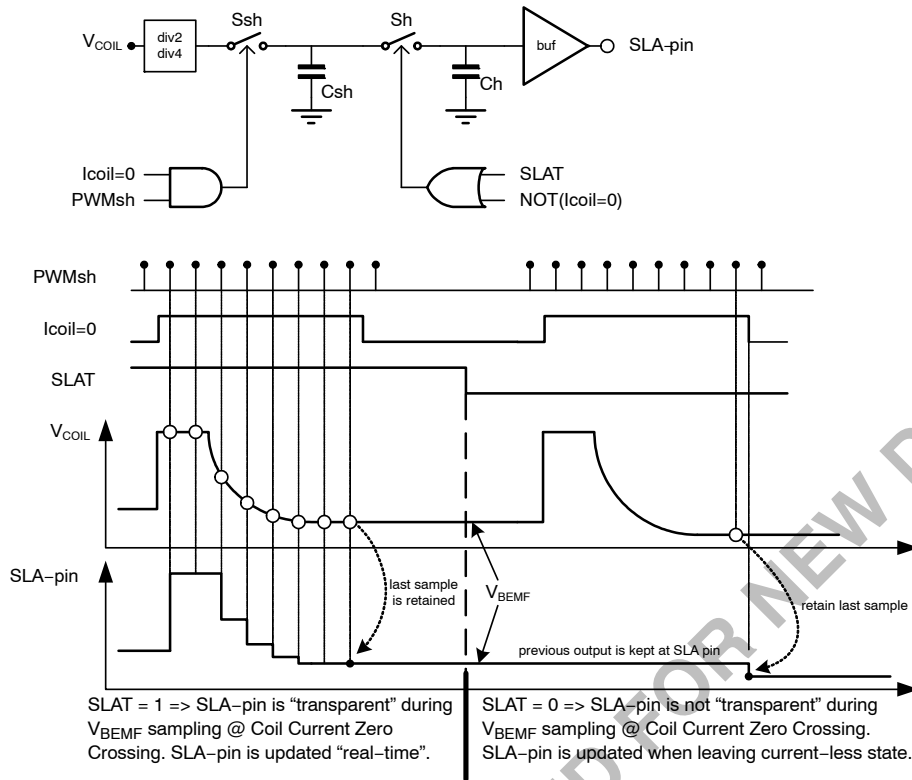 Ssh
Sh
VCOIL
div2
div4
buf
SLA-pin
Csh
Ch
Icoil=0
PWMsh
SLAT
NOT(Icoil=0)
PWMsh
Icoil=0
SLAT
VCOIL
SLA-pin
last sample
is retained
VBEMF
retain last sample
previous output is kept at SLA pin
SLAT = 1 => SLA-pin is "transparent" during
VBEMF sampling @ Coil Current Zero
Crossing. SLA-pin is updated "real-time".
SLAT = 0 => SLA-pin is not "transparent" during
VBEMF sampling @ Coil Current Zero Crossing.
SLA-pin is updated when leaving current-less state.
D FOR NEW D